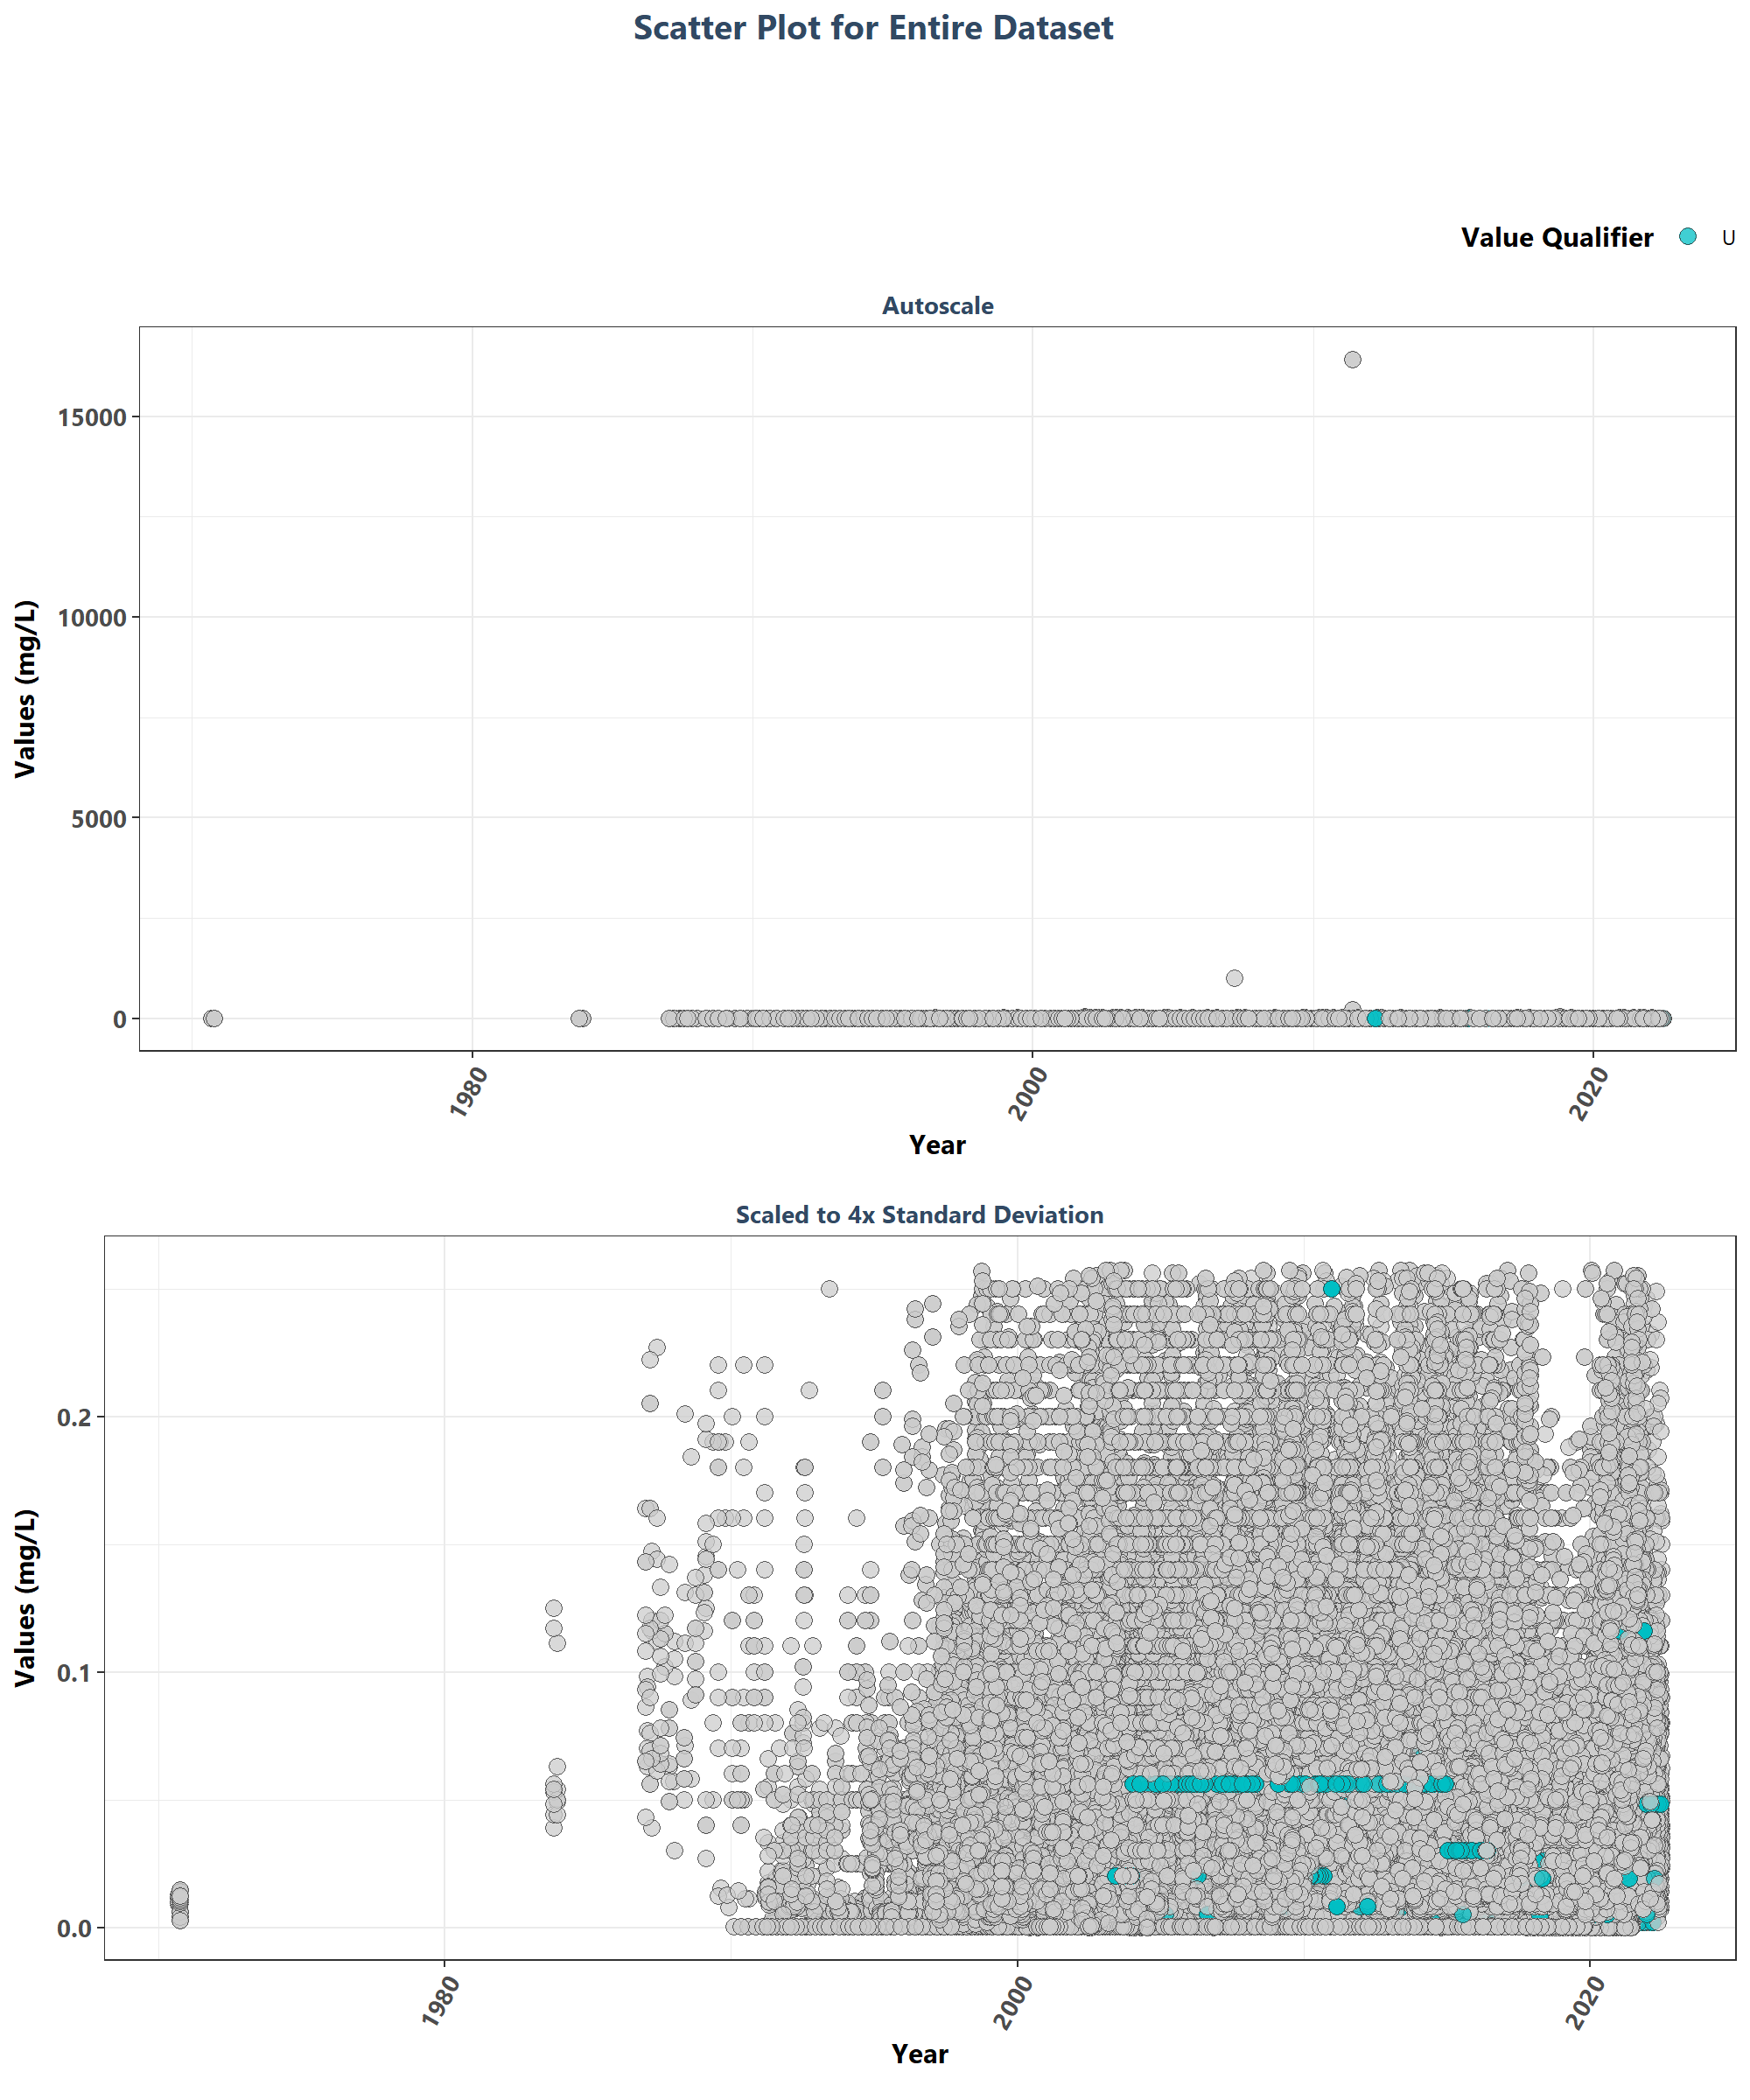 Scatter Plot for Entire Dataset
Value Qualifier U
Autoscale
15000
10000
5000
0
Values (mg/L)
1980 2000 2020
Year
Scaled to 4x Standard Deviation
0.2
0.1
0.0
Values (mg/L)
1980 2000 2020
Year